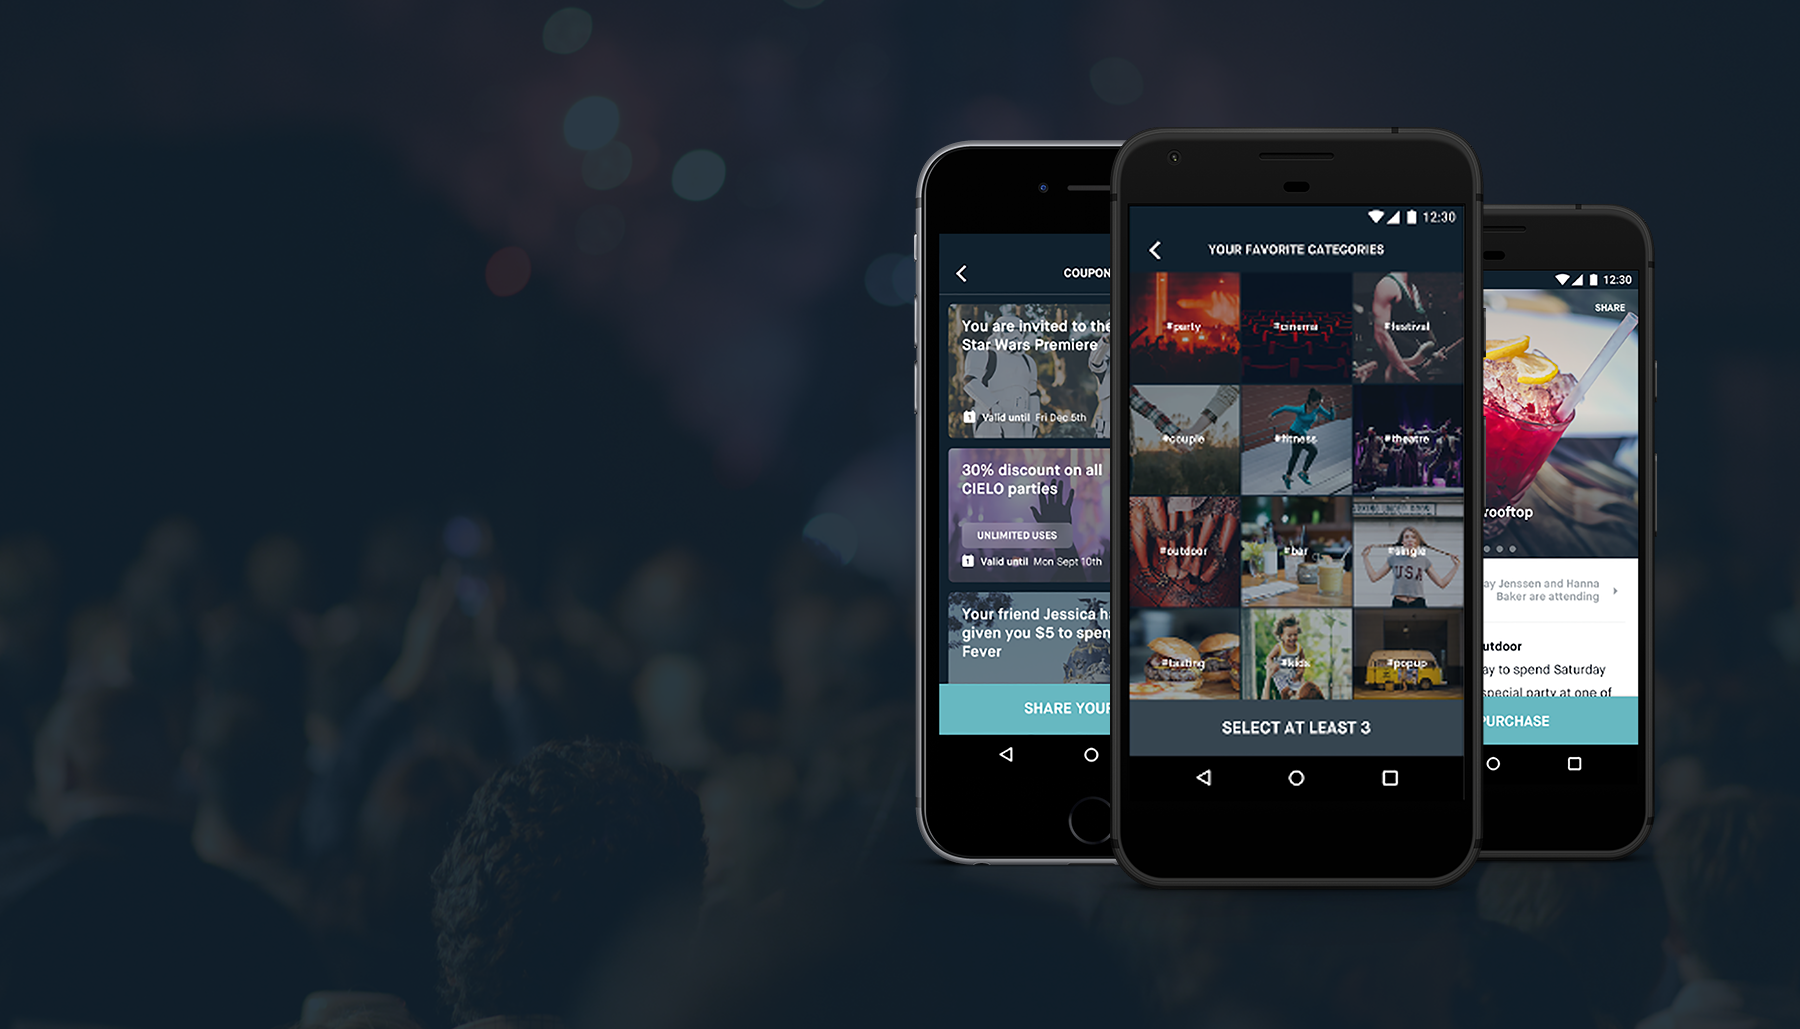 COUPON
You are invited to the
Star Wars Premiere
Valid until Fri Dec 5th
30% discount on all
CIELO parties
UNLIMITED USES
Valid until Mon Sept 10th
Your friend Jessica h
given you $5 to spen
Fever
SHARE YOUR
12:30
YOUR FAVORITE CATEGORIES
#party
#cinema
#festival
#couple
#fitness
#theatre
#outdoor
#bar
#single
USA
#tasting
#kids
#popup
SELECT AT LEAST 3
12:30
SHARE
rooftop
ay Jenssen and Hanna
Baker are attending
utdoor
ay to spend Saturday
special party at one of
PURCHASE